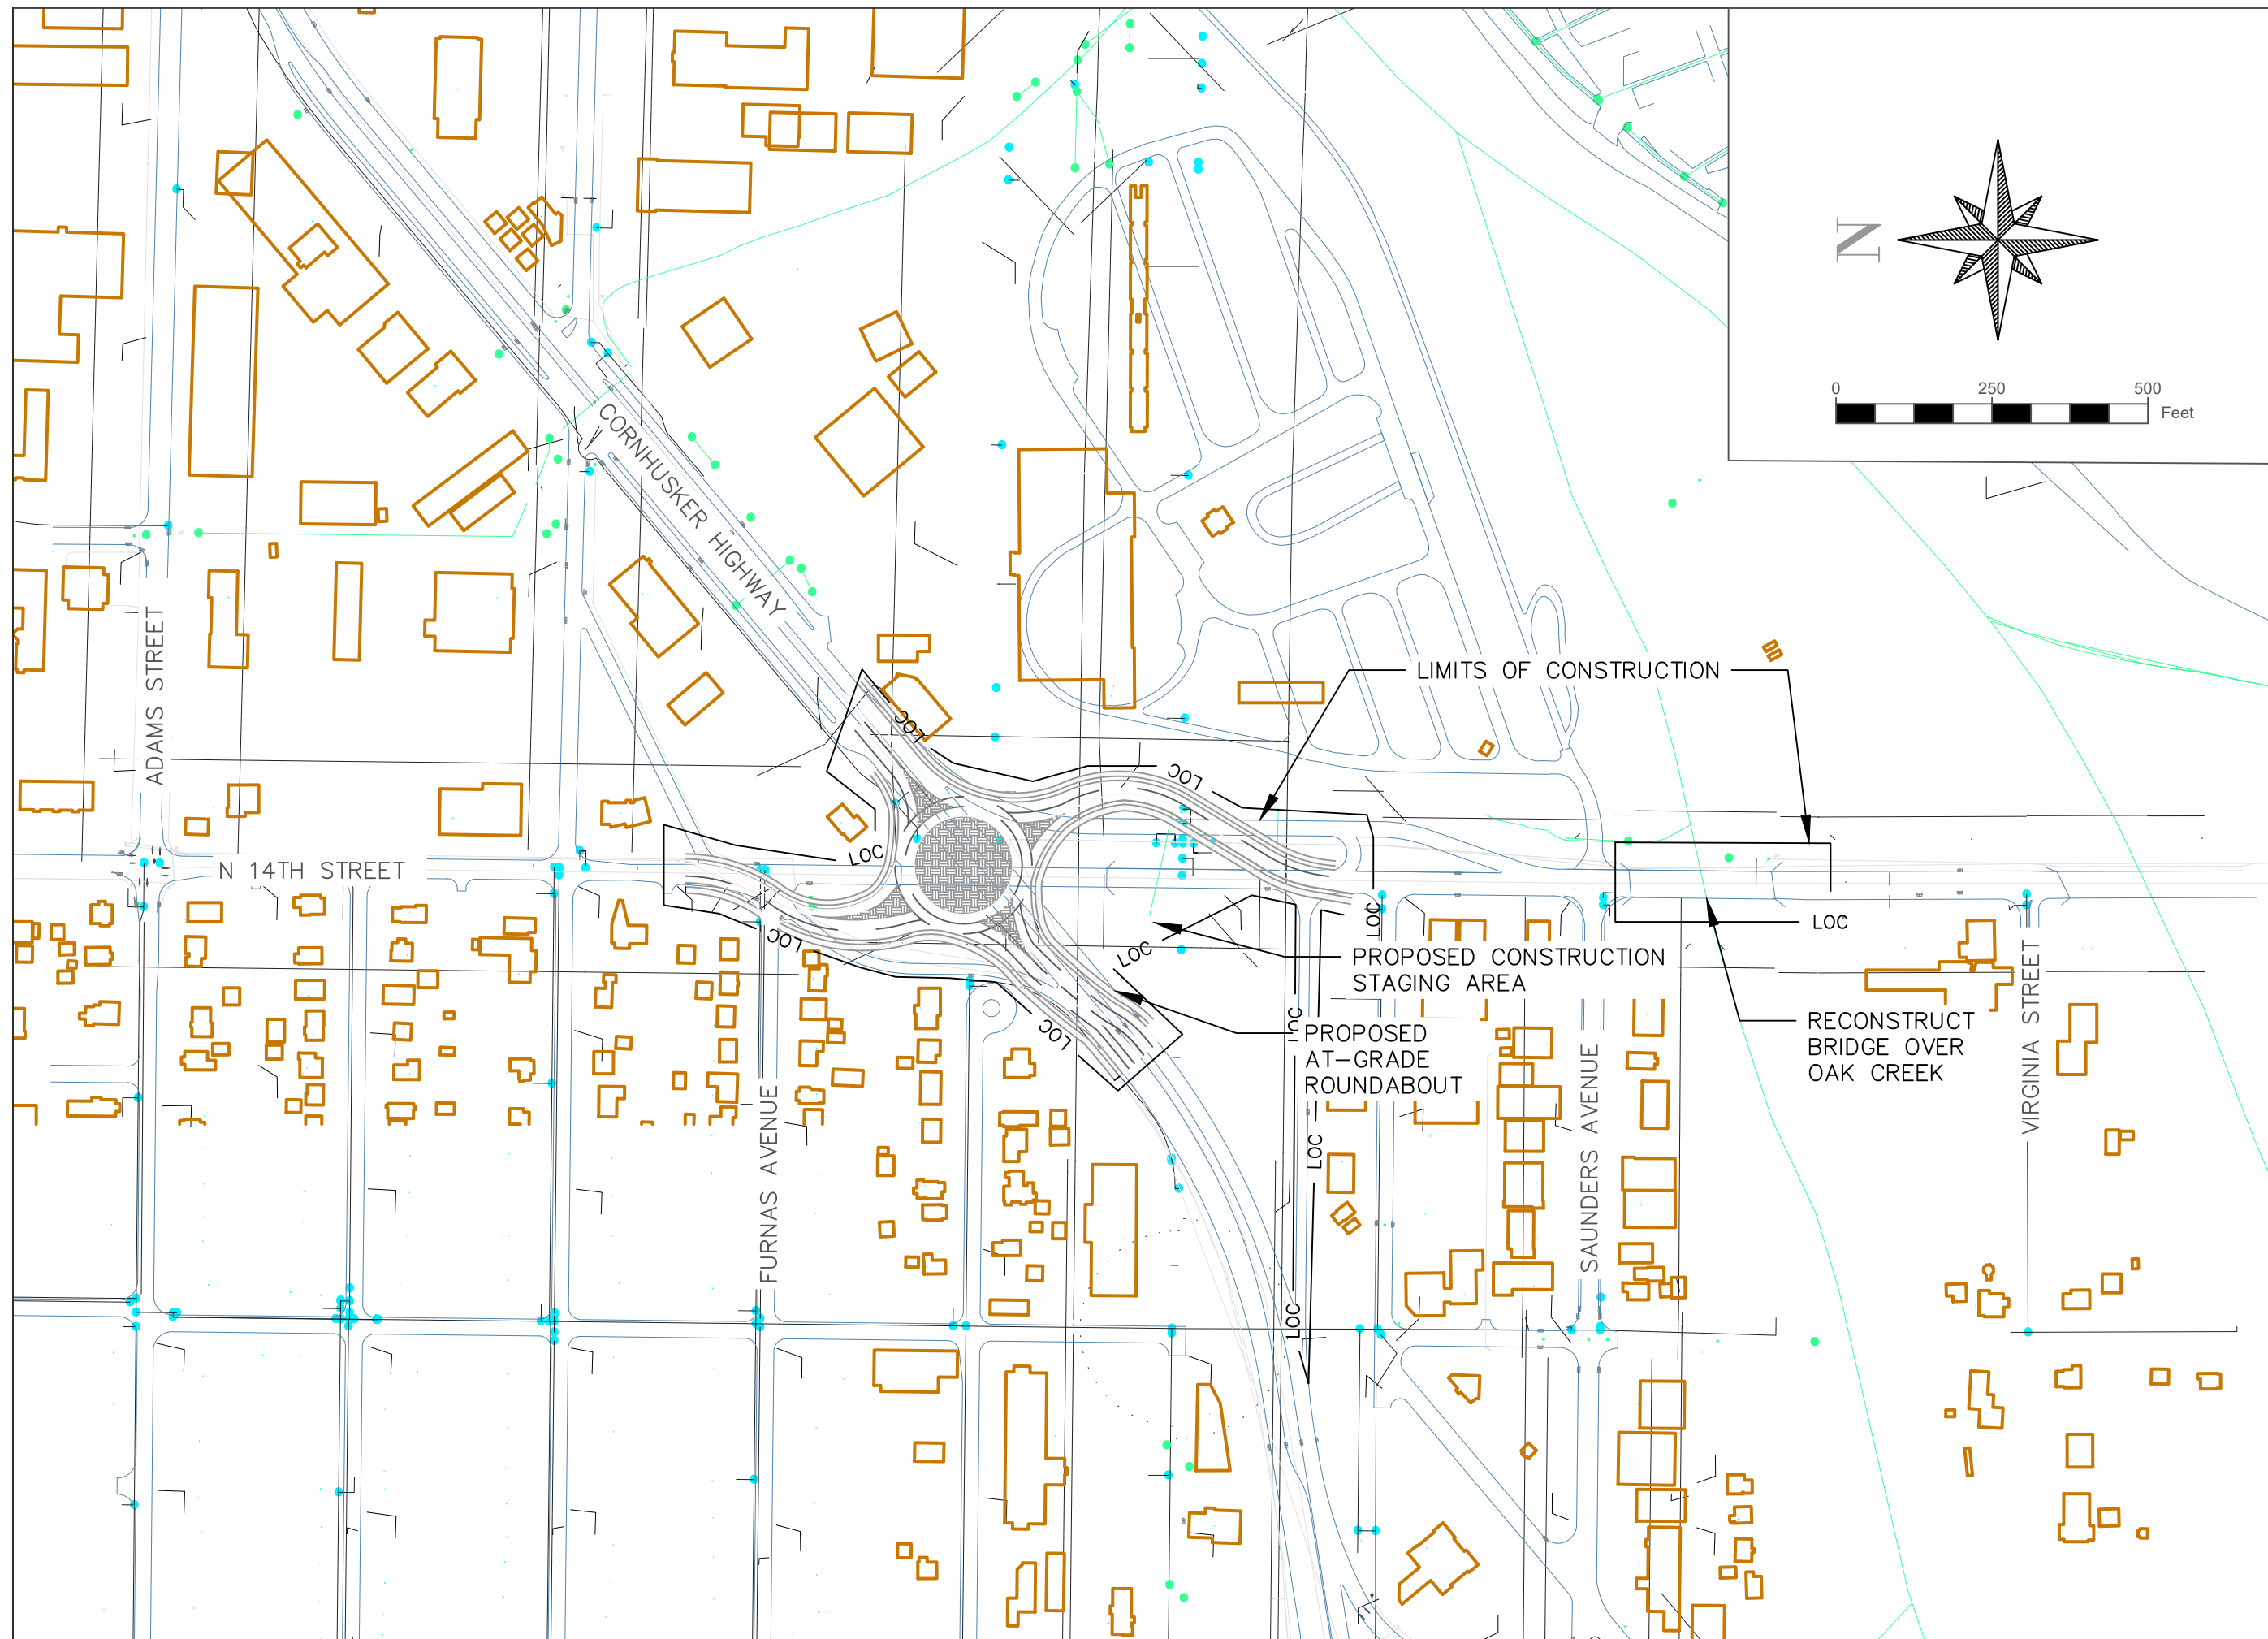 N
0 250 500
Feet
CORNHUSKER HIGHWAY
ADAMS STREET
LIMITS OF CONSTRUCTION
LOC
LOC
N 14TH STREET
LOC
LOC
LOC
LOC
LOC
PROPOSED CONSTRUCTION
STAGING AREA
LOC
LOC
LOC
PROPOSED
AT-GRADE
ROUNDABOUT
RECONSTRUCT
BRIDGE OVER
OAK CREEK
VIRGINIA STREET
SAUNDERS AVENUE
FURNAS AVENUE
LOC
LOC